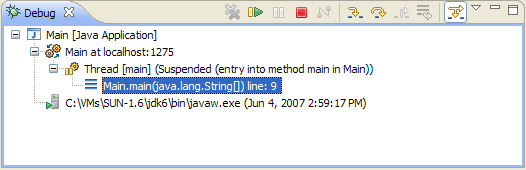 Debug
Main [Java Application]
Main at localhost:1275
Thread [main] (Suspended (entry into method main in Main))
Main.main(java.lang.String[]) line: 9
C:\VMs\SUN-1.6\jdk6\bin\javaw.exe (Jun 4, 2007 2:59:17 PM)